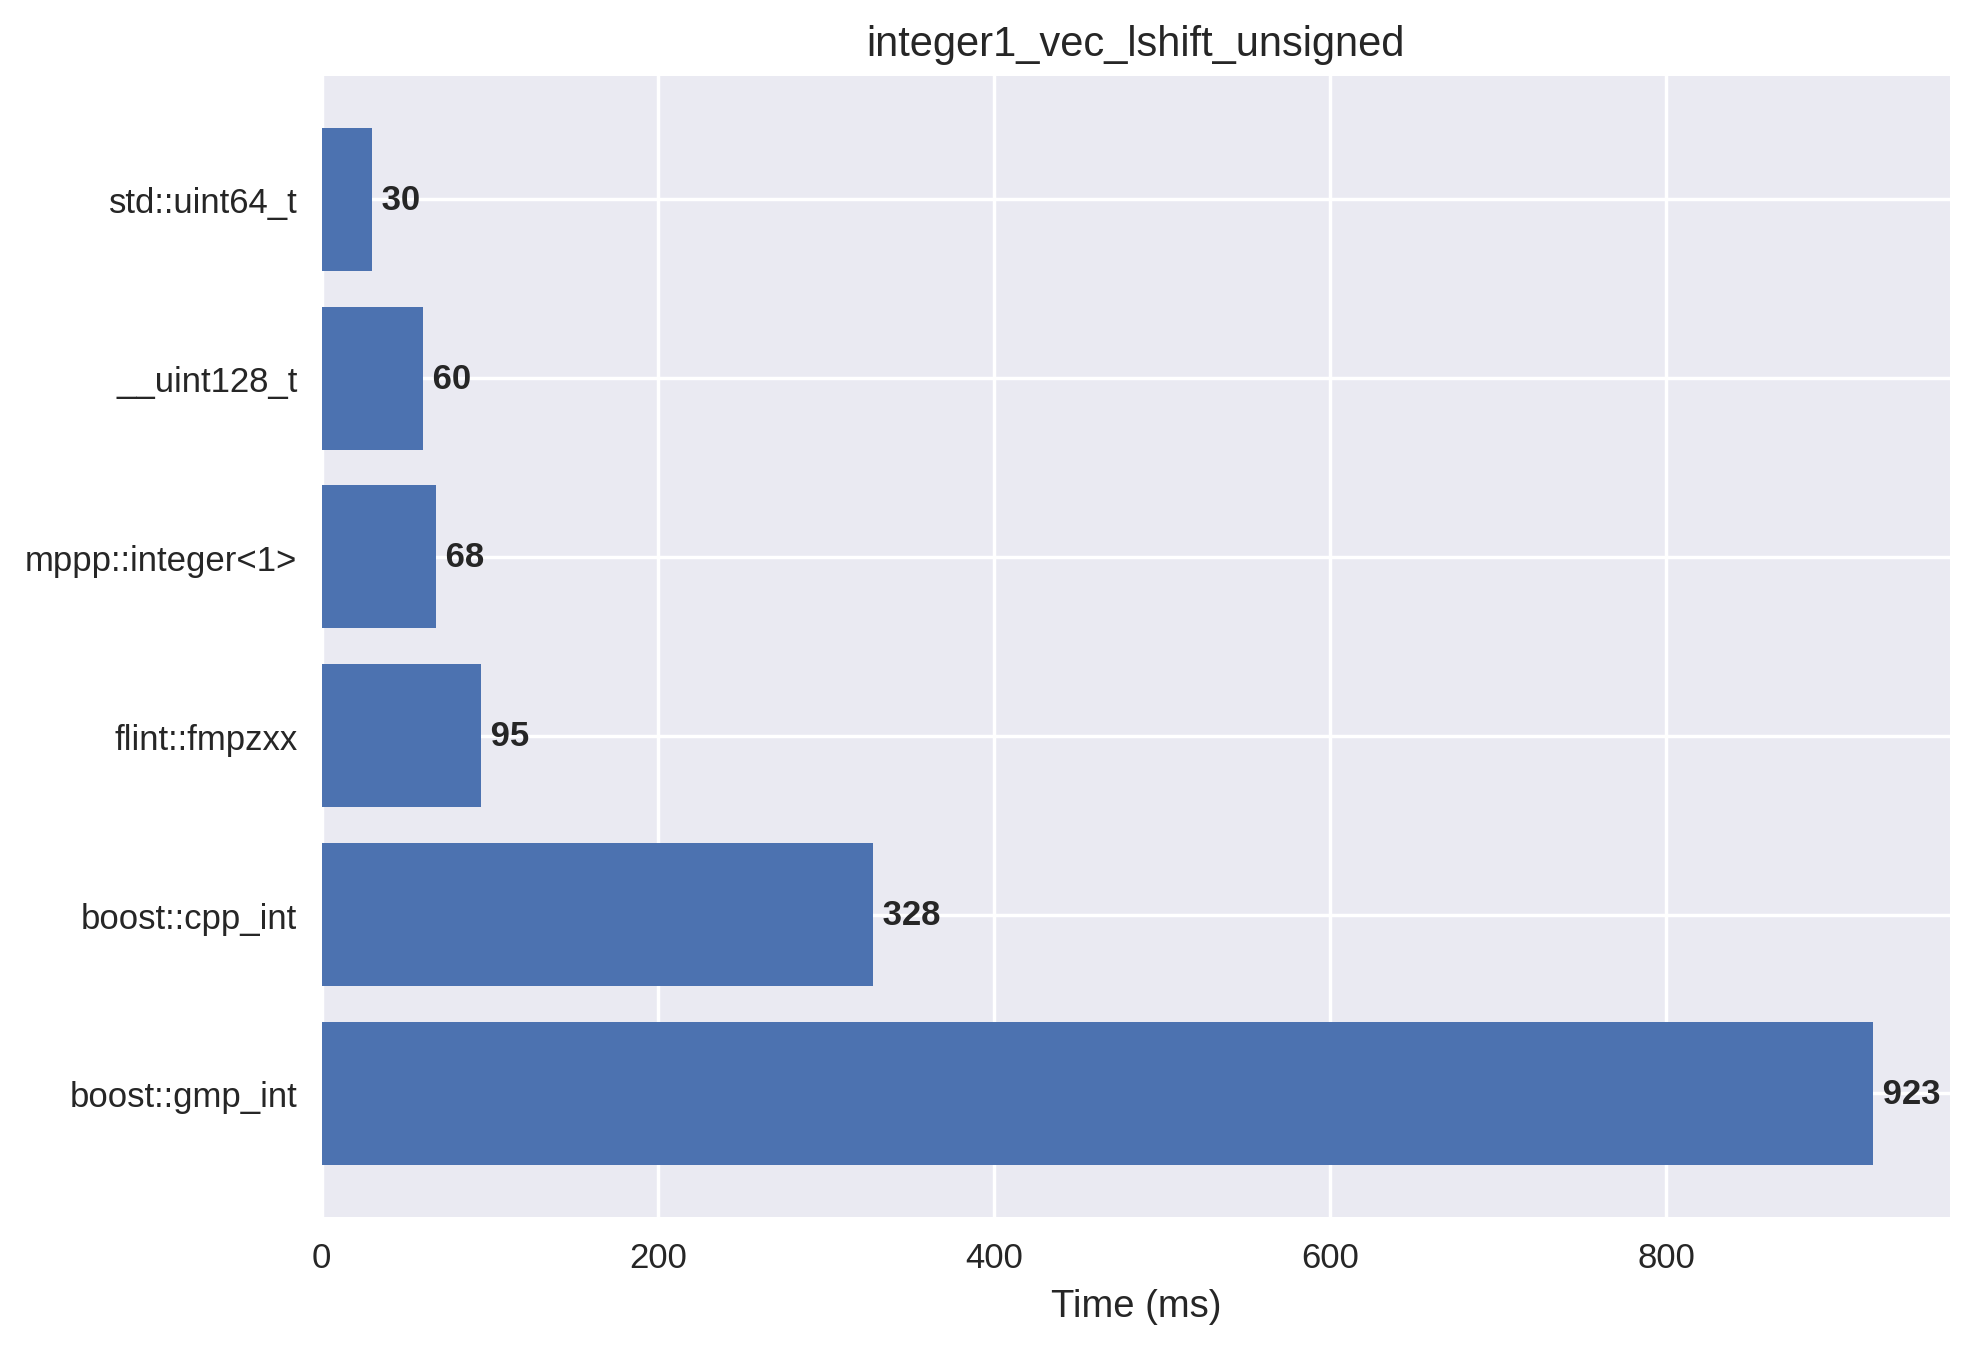 integer1_vec_lshift_unsigned
std::uint64_t
30
__uint128_t
60
mppp::integer<1>
68
flint::fmpzxx
95
boost::cpp_int
328
boost::gmp_int
923
0 200 400 600 800
Time (ms)